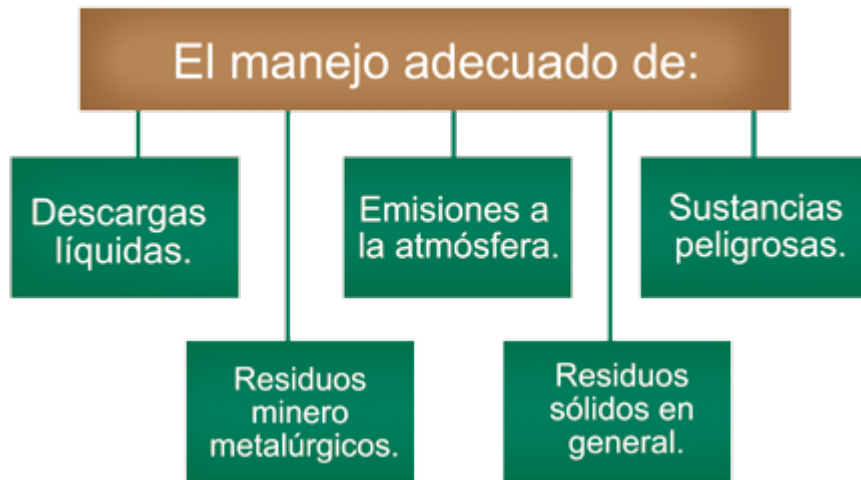 El manejo adecuado de:
Descargas
líquidas.
Emisiones a
la atmósfera.
Sustancias
peligrosas.
Residuos
minero
metalúrgicos.
Residuos
sólidos en
general.